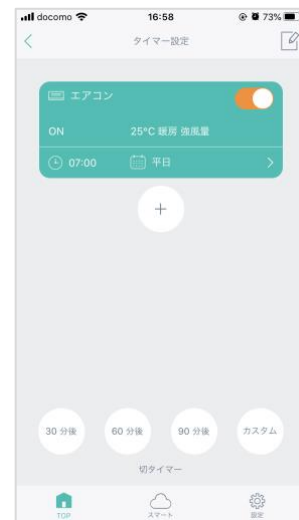 docomo 16:58 73%
タイマー設定
エアコン
ON 25°C 暖房 強風量
07:00 平日
+
30 分後 60 分後 90 分後 カスタム
切タイマー
TOP スマート 設定